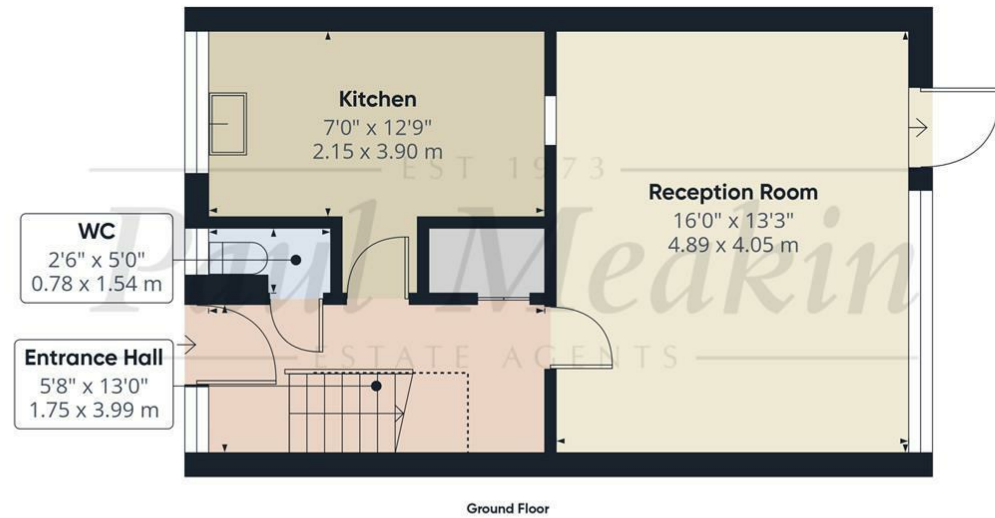 Kitchen
7'0" x 12'9"
2.15 x 3.90 m
EST 1973
Reception Room
16'0" x 13'3"
4.89 x 4.05 m
WC
2'6" x 5'0"
0.78 x 1.54 m
Paul Meakin
Entrance Hall
5'8" x 13'0"
1.75 x 3.99 m
ESTATE AGENTS
Ground Floor